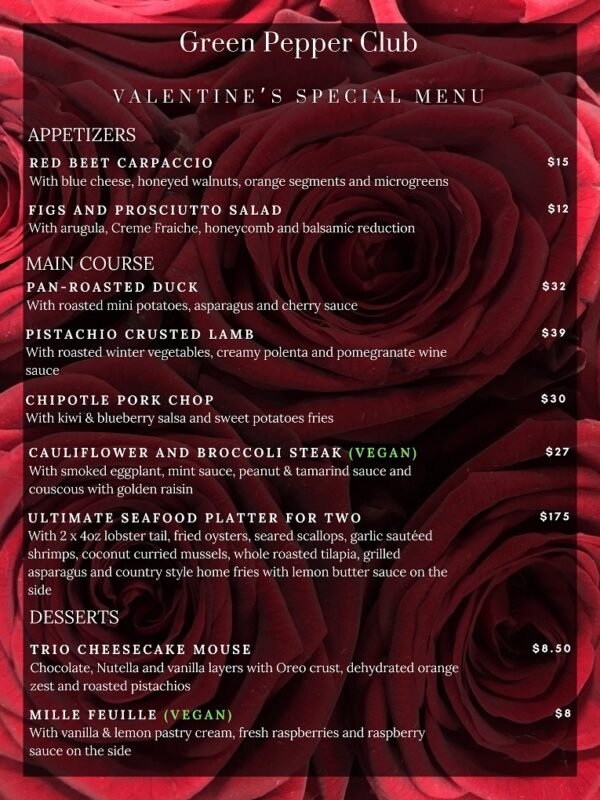 Green Pepper Club
VALENTINE'S SPECIAL MENU
APPETIZERS
RED BEET CARPACCIO $15
With blue cheese, honeyed walnuts, orange segments and microgreens
FIGS AND PROSCIUTTO SALAD $12
With arugula, Creme Fraiche, honeycomb and balsamic reduction
MAIN COURSE
PAN-ROASTED DUCK $32
With roasted mini potatoes, asparagus and cherry sauce
PISTACHIO CRUSTED LAMB $39
With roasted winter vegetables, creamy polenta and pomegranate wine
sauce
CHIPOTLE PORK CHOP $30
With kiwi & blueberry salsa and sweet potatoes fries
CAULIFLOWER AND BROCCOLI STEAK (VEGAN) $27
With smoked eggplant, mint sauce, peanut & tamarind sauce and
couscous with golden raisin
ULTIMATE SEAFOOD PLATTER FOR TWO $175
With 2 x 4oz lobster tail, fried oysters, seared scallops, garlic sautéed
shrimps, coconut curried mussels, whole roasted tilapia, grilled
asparagus and country style home fries with lemon butter sauce on the
side
DESSERTS
TRIO CHEESECAKE MOUSE $8.50
Chocolate, Nutella and vanilla layers with Oreo crust, dehydrated orange
zest and roasted pistachios
MILLE FEUILLE (VEGAN) $8
With vanilla & lemon pastry cream, fresh raspberries and raspberry
sauce on the side